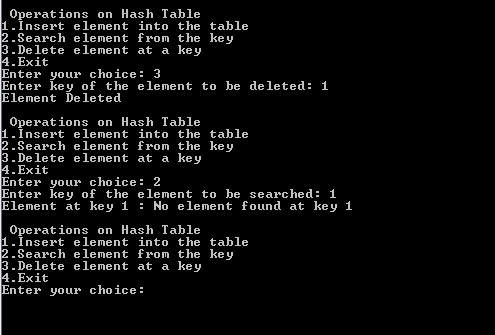 Operations on Hash Table
1.Insert element into the table
2.Search element from the key
3.Delete element at a key
4.Exit
Enter your choice: 3
Enter key of the element to be deleted: 1
Element Deleted
Operations on Hash Table
1.Insert element into the table
2.Search element from the key
3.Delete element at a key
4.Exit
Enter your choice: 2
Enter key of the element to be searched: 1
Element at key 1 : No element found at key 1
Operations on Hash Table
1.Insert element into the table
2.Search element from the key
3.Delete element at a key
4.Exit
Enter your choice: